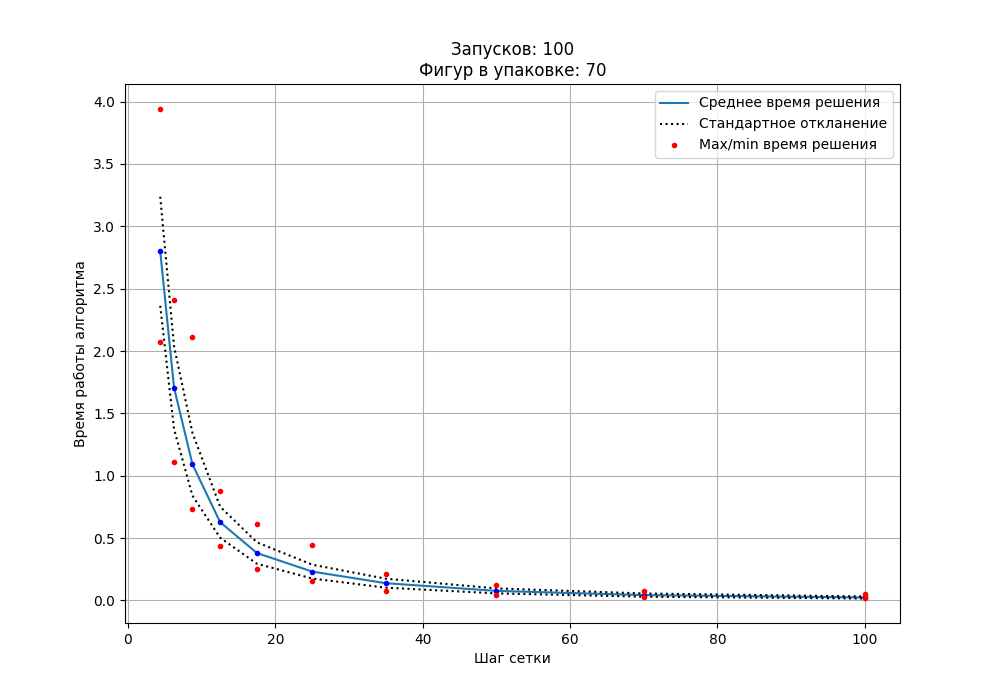 Запусков: 100
Фигур в упаковке: 70
Среднее время решения
Стандартное откланение
Max/min время решения
Время работы алгоритма
4.0
3.5
3.0
2.5
2.0
1.5
1.0
0.5
0.0
0 20 40 60 80 100
Шаг сетки